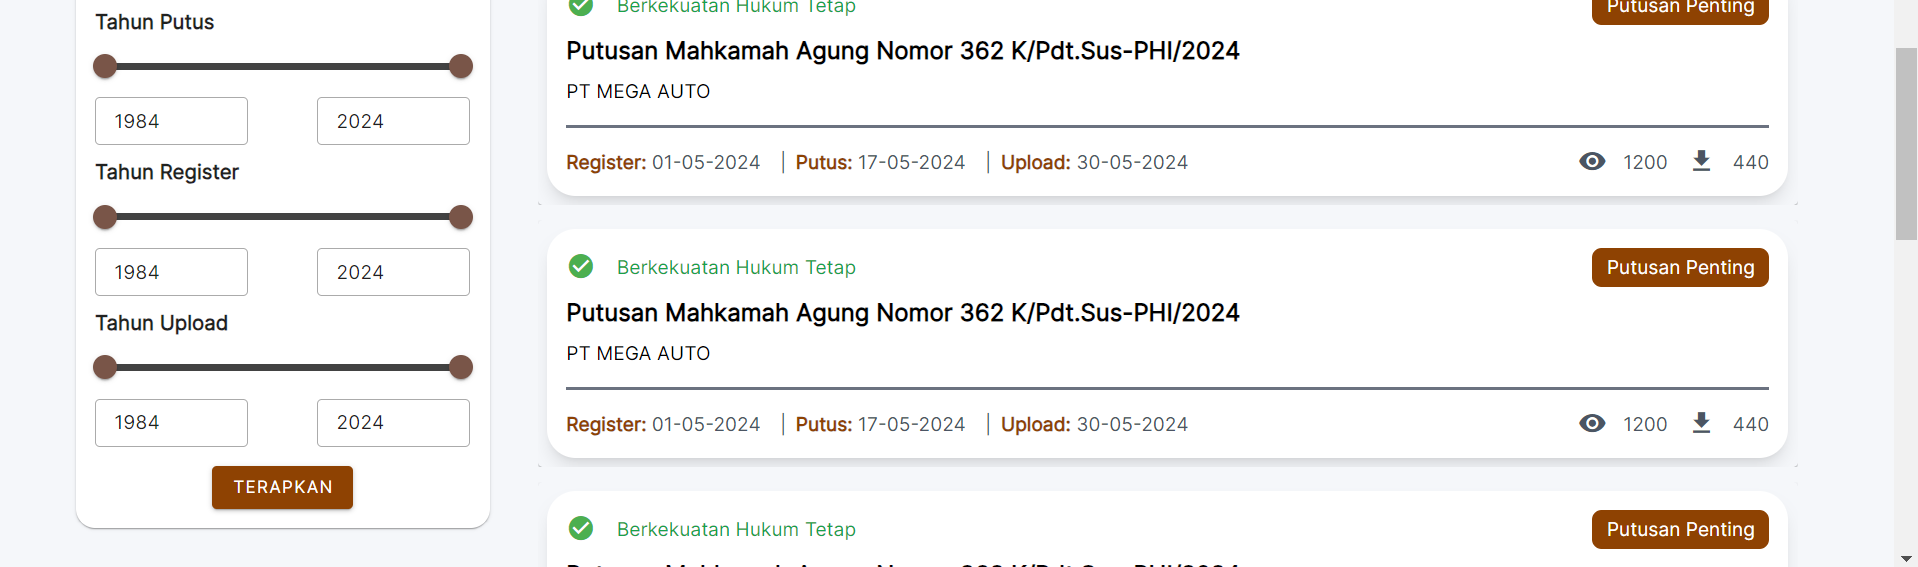 Tahun Putus
1984
2024
Tahun Register
1984
2024
Tahun Upload
1984
2024
TERAPKAN
Berkekuatan Hukum Tetap
Putusan Penting
Putusan Mahkamah Agung Nomor 362 K/Pdt.Sus-PHI/2024
PT MEGA AUTO
Register: 01-05-2024 | Putus: 17-05-2024 | Upload: 30-05-2024
1200
440
Berkekuatan Hukum Tetap
Putusan Penting
Putusan Mahkamah Agung Nomor 362 K/Pdt.Sus-PHI/2024
PT MEGA AUTO
Register: 01-05-2024 | Putus: 17-05-2024 | Upload: 30-05-2024
1200
440
Berkekuatan Hukum Tetap
Putusan Penting